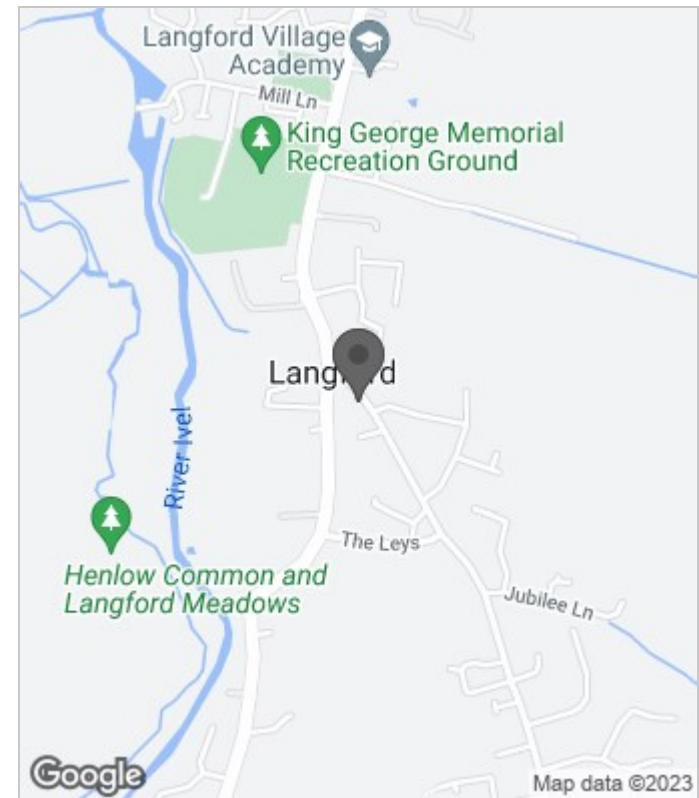 Langford Village
Academy
Mill Ln
King George Memorial
Recreation Ground
Langford
River Ivel
The Leys
Henlow Common and
Langford Meadows
Jubilee Ln
Google
Map data ©2023